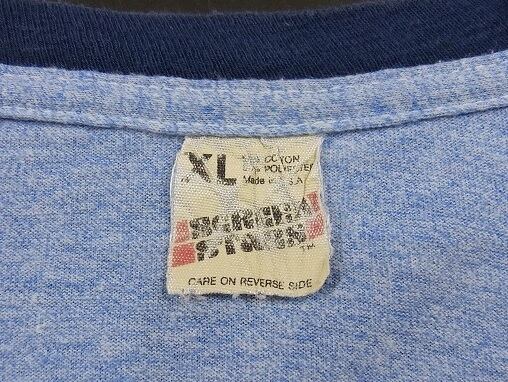 XL COTTON
POLYESTER
Made in U.S.A.
SCREEN
STARS
TM
CARE ON REVERSE SIDE